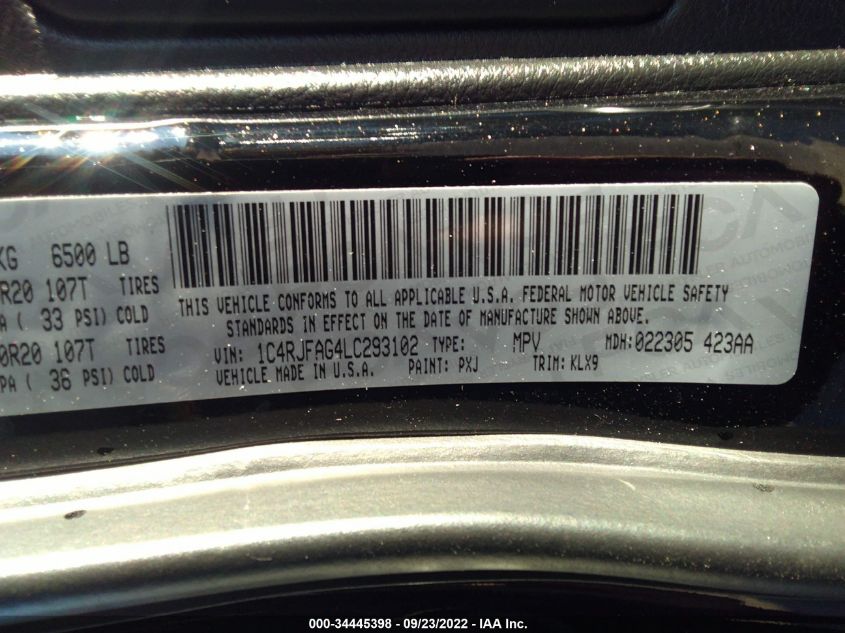 KG 6500 LB
R20 107T TIRES
A ( 33 PSI) COLD
0R20 107T TIRES
PA ( 36 PSI) COLD
THIS VEHICLE CONFORMS TO ALL APPLICABLE U.S.A. FEDERAL MOTOR VEHICLE SAFETY
STANDARDS IN EFFECT ON THE DATE OF MANUFACTURE SHOWN ABOVE.
VIN: 1C4RJFAG4LC293102 TYPE: MPV MDH: 022305 423AA
VEHICLE MADE IN U.S.A. PAINT: PXJ TRIM: KLX9
000-34445398 - 09/23/2022 - IAA Inc.